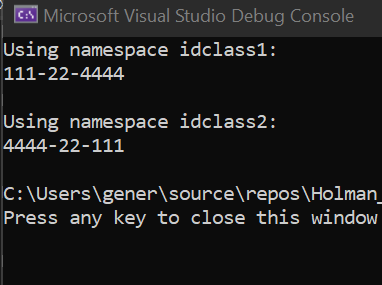 Microsoft Visual Studio Debug Console
Using namespace idclass1:
111-22-4444
Using namespace idclass2:
4444-22-111
C:\Users\gener\source\repos\Holman_
Press any key to close this window